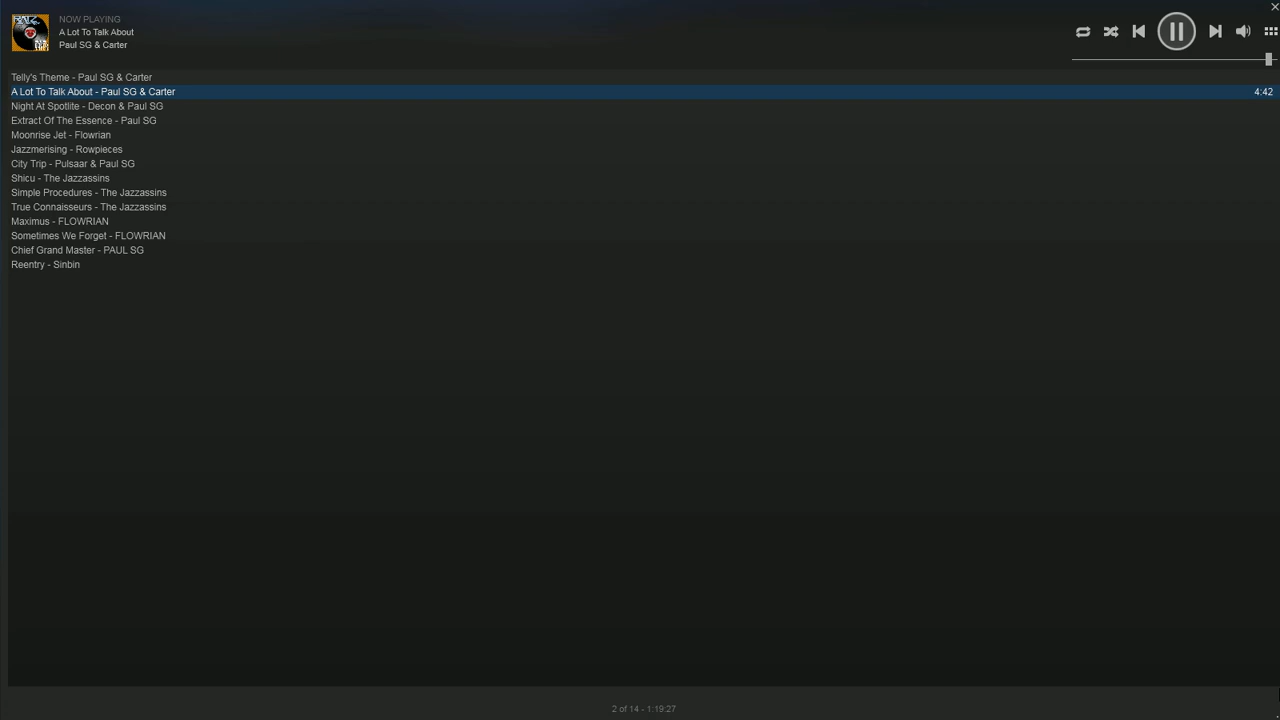 NOW PLAYING
A Lot To Talk About
Paul SG & Carter
Telly's Theme - Paul SG & Carter
A Lot To Talk About - Paul SG & Carter 4:42
Night At Spotlite - Decon & Paul SG
Extract Of The Essence - Paul SG
Moonrise Jet - Flowrian
Jazzmerising - Rowpieces
City Trip - Pulsaar & Paul SG
Shicu - The Jazzassins
Simple Procedures - The Jazzassins
True Connaisseurs - The Jazzassins
Maximus - FLOWRIAN
Sometimes We Forget - FLOWRIAN
Chief Grand Master - PAUL SG
Reentry - Sinbin
2 of 14 - 1:19:27